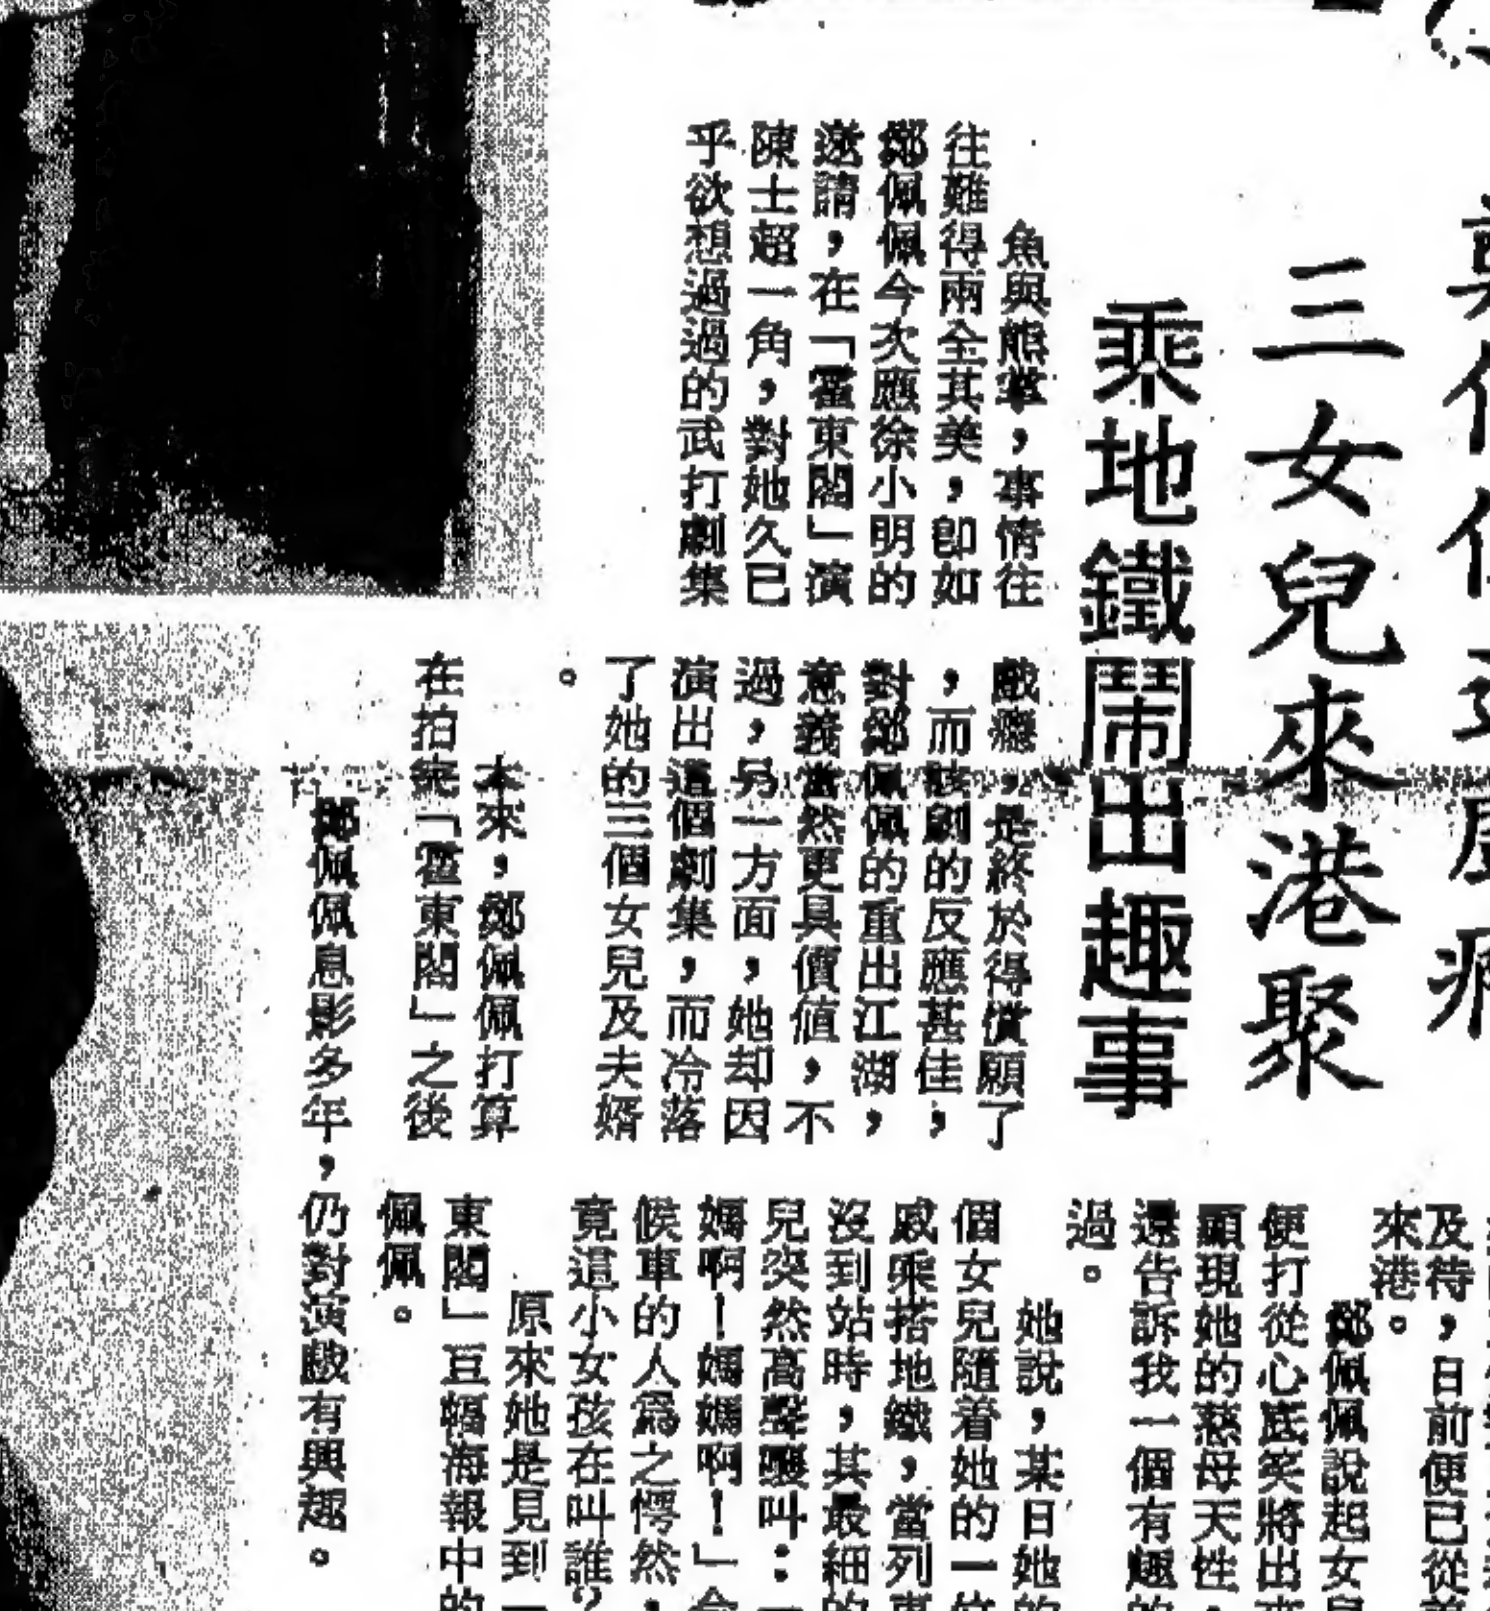 三女兒來港聚
乘地鐵鬧出趣事
魚與熊掌，事情往
往難得兩全其美，即如
鄭佩佩今次應徐小明的
邀請，在「霍東閣」演
陳士超一角，對她久已
乎欲想過過的武打劇集
戲癮，是終於得償願了
，而該劇的反應甚佳，
對鄭佩佩的重出江湖，
意義當然更具價值，不
過，另一方面，她却因
演出這個劇集，而冷落
了她的三個女兒及夫婿
。
本來，鄭佩佩打算
在拍完「霍東閣」之後
及待，日前便已從
來港。
鄭佩佩說起女
便打從心底笑將出
顯現她的慈母天性，
還告訴我一個有趣的
過。
她說，某日她的
個女兒隨着她的一
戚乘搭地鐵，當列
沒到站時，其最細的
兒突然高聲嚷叫：
媽啊！媽媽啊！」
候車的人爲之愕然，
竟這小女孩在叫誰？
原來她是見到一
東閣」巨幅海報中的
佩佩。
鄭佩佩息影多年，仍對演戲有興趣。